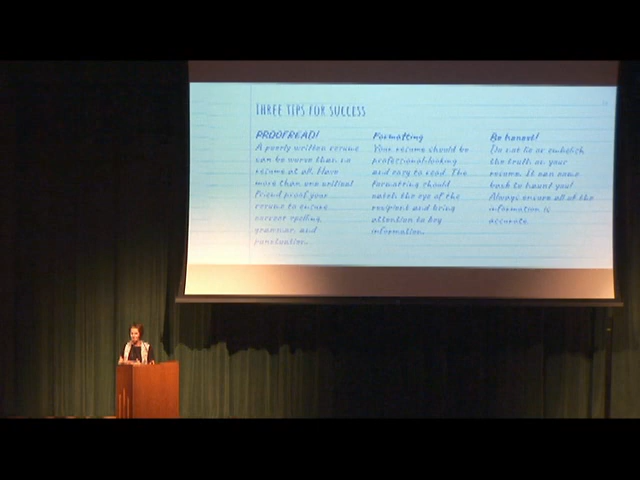 THREE TIPS FOR SUCCESS
PROOFREAD!
A poorly written resume
can be worse than no
resume at all. Have
more than one critical
friend proof your
resume to ensure
correct spelling,
grammar, and
punctuation.
Formatting
Your resume should be
professional looking
and easy to read. The
formatting should
catch the eye of the
recipient and bring
attention to key
information.
Be honest!
Do not lie or embellish
the truth on your
resume. It can come
back to haunt you!
Always ensure all of the
information is
accurate.